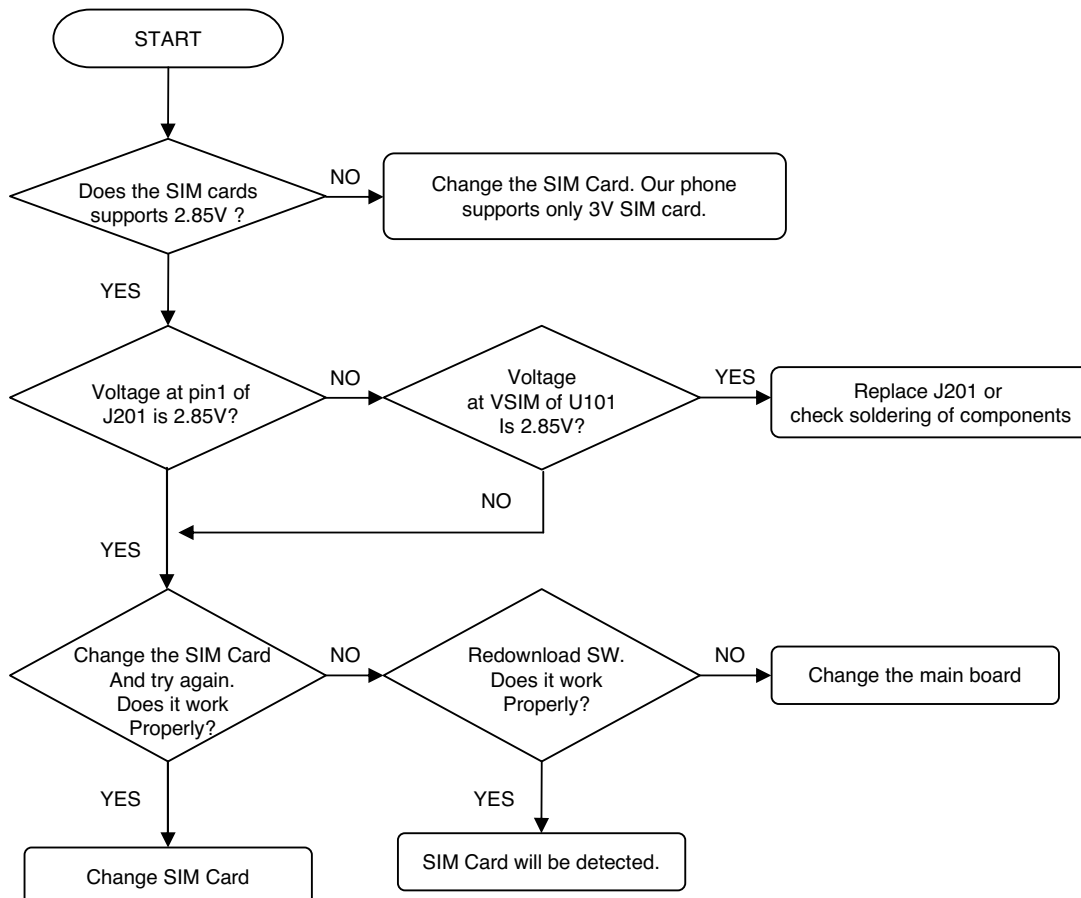 START
Does the SIM cards
supports 2.85V ?
NO
Change the SIM Card. Our phone
supports only 3V SIM card.
YES
Voltage at pin1 of
J201 is 2.85V?
NO
Voltage
at VSIM of U101
Is 2.85V?
YES
Replace J201 or
check soldering of components
NO
YES
Change the SIM Card
And try again.
Does it work
Properly?
NO
Redownload SW.
Does it work
Properly?
NO
Change the main board
YES
YES
Change SIM Card
SIM Card will be detected.